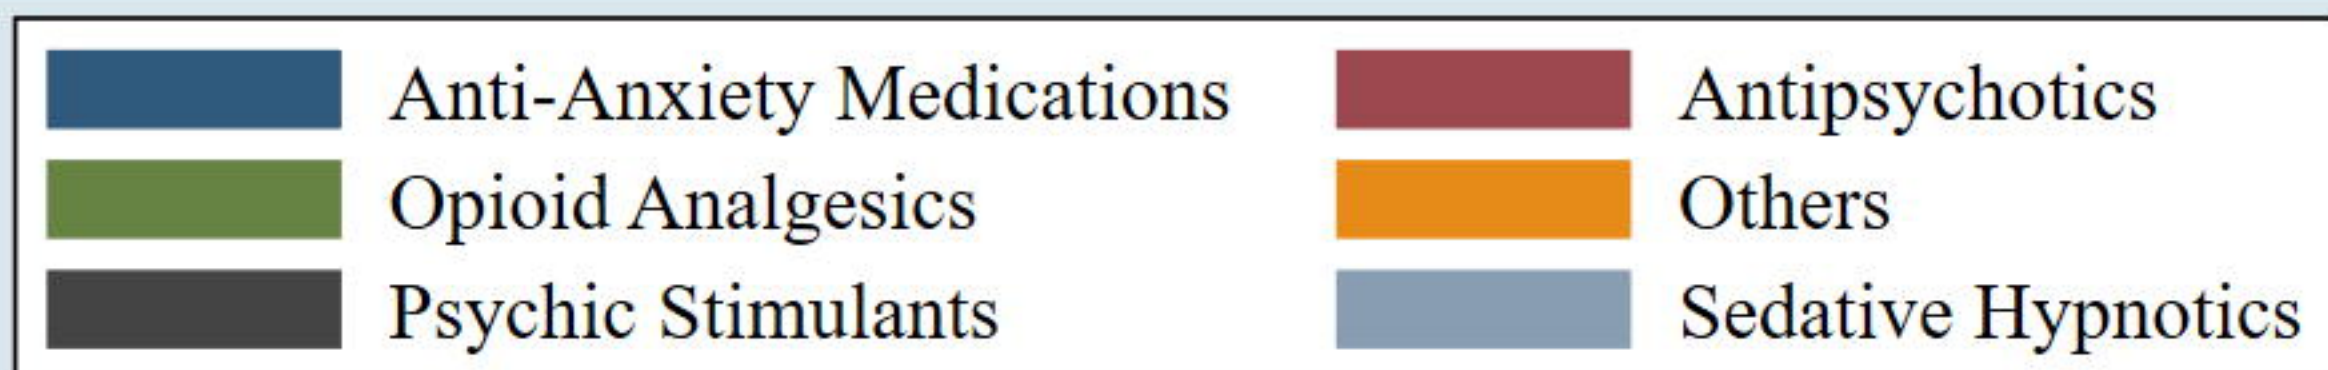 Anti-Anxiety Medications
Antipsychotics
Opioid Analgesics
Others
Psychic Stimulants
Sedative Hypnotics